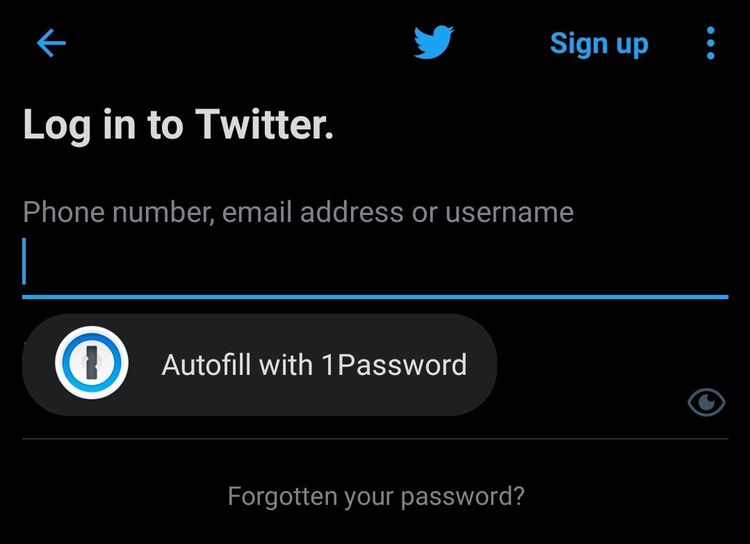 Sign up
Log in to Twitter.
Phone number, email address or username
Autofill with 1Password
Forgotten your password?